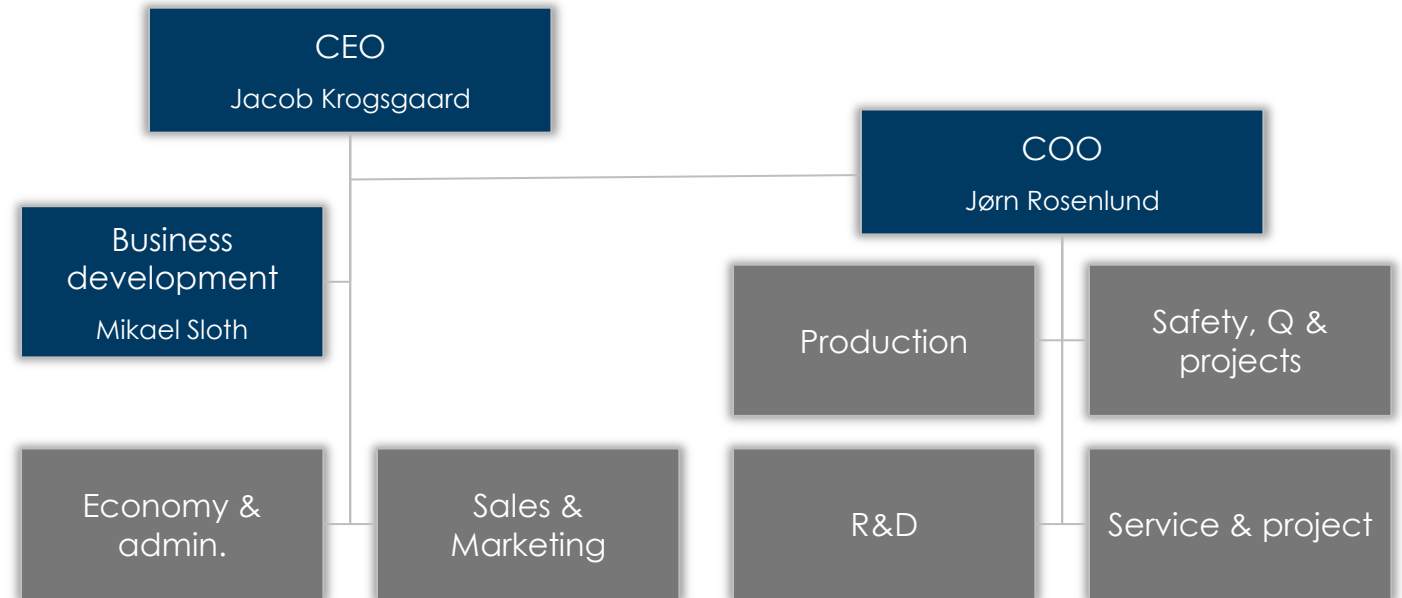 CEO
Jacob Krogsgaard
COO
Jørn Rosenlund
Business
development
Mikael Sloth
Production
Safety, Q &
projects
Economy &
admin.
Sales &
Marketing
R&D
Service & project